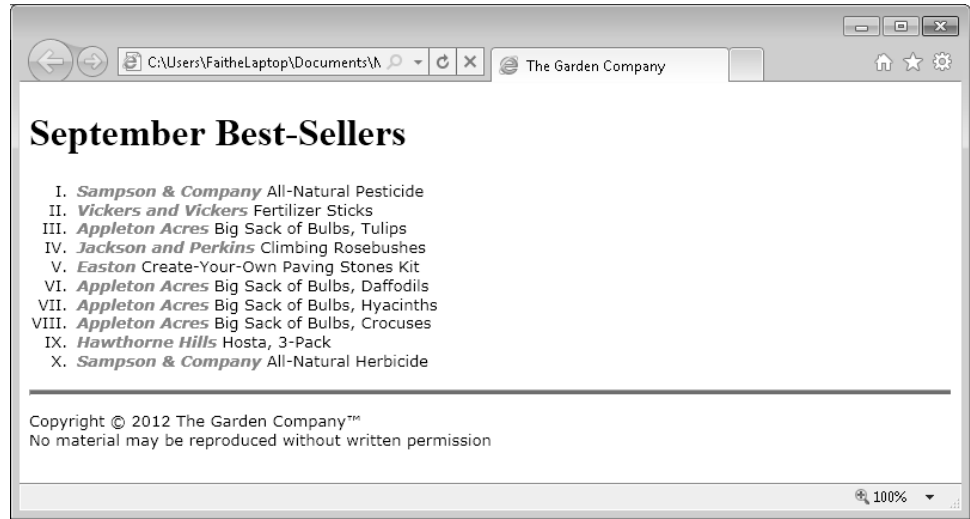 C:\Users\FaitheLaptop\Documents\
The Garden Company
September Best-Sellers
I. Sampson & Company All-Natural Pesticide
II. Vickers and Vickers Fertilizer Sticks
III. Appleton Acres Big Sack of Bulbs, Tulips
IV. Jackson and Perkins Climbing Rosebushes
V. Easton Create-Your-Own Paving Stones Kit
VI. Appleton Acres Big Sack of Bulbs, Daffodils
VII. Appleton Acres Big Sack of Bulbs, Hyacinths
VIII. Appleton Acres Big Sack of Bulbs, Crocuses
IX. Hawthorne Hills Hosta, 3-Pack
X. Sampson & Company All-Natural Herbicide
Copyright © 2012 The Garden Company™
No material may be reproduced without written permission
100%